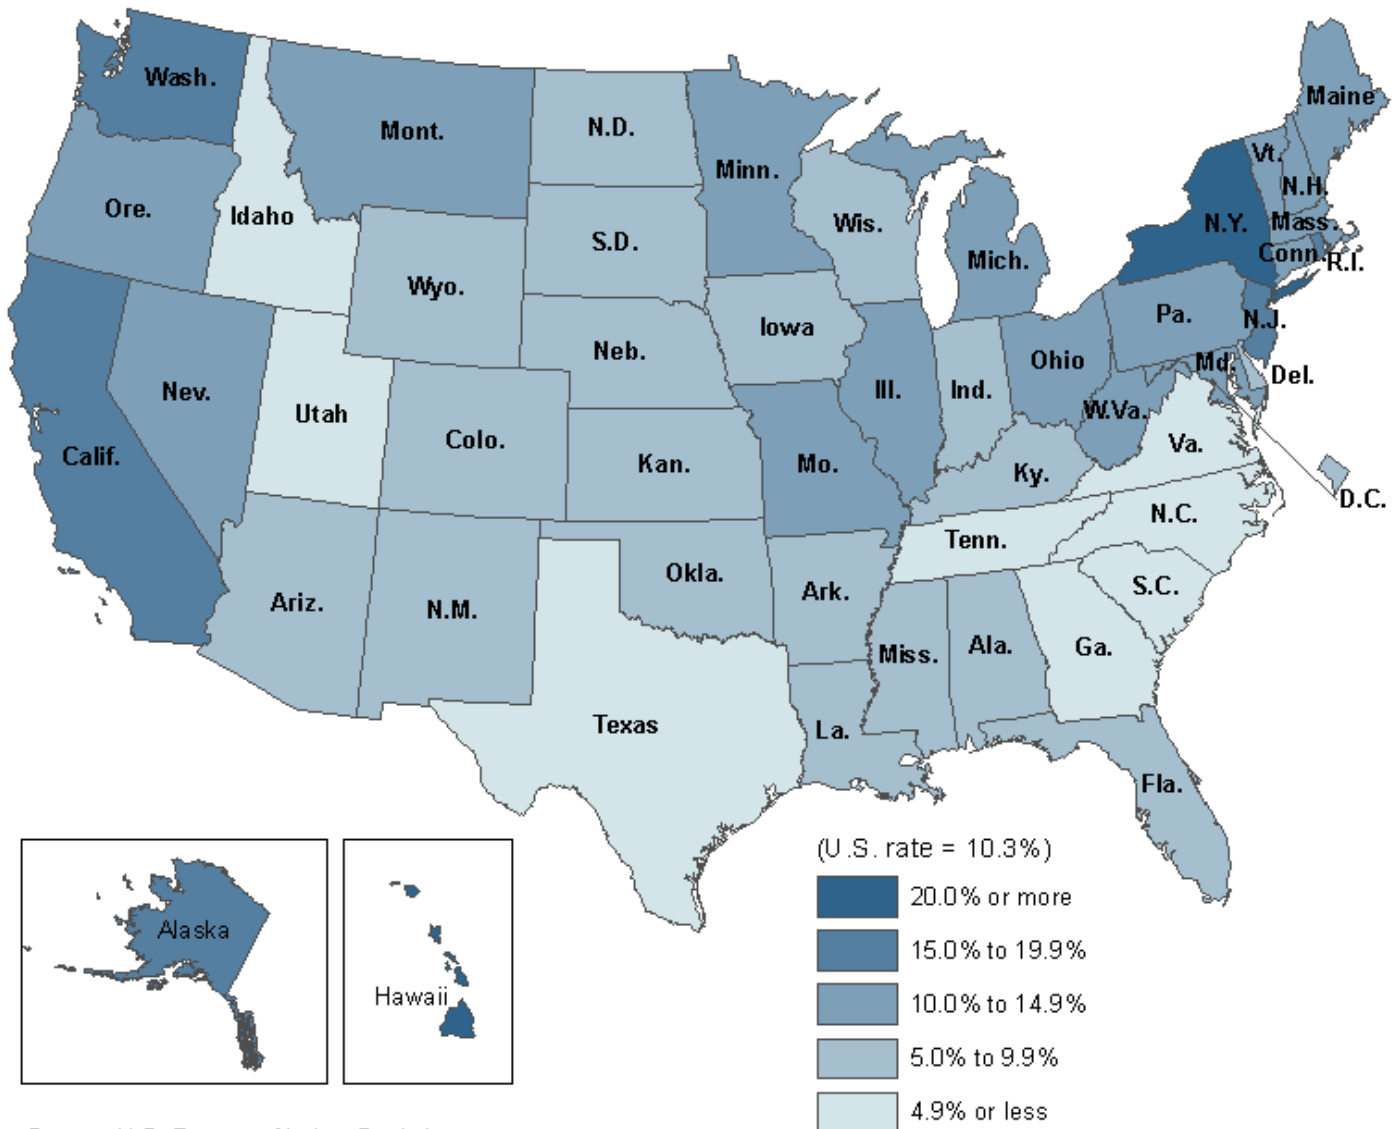 Wash.
Maine
Mont.
N.D.
Minn.
Vt.
N.H.
Ore.
Idaho
Wis.
N.Y.
Mass.
S.D.
Conn.
R.I.
Mich.
Wyo.
Pa.
N.J.
Iowa
Neb.
Ohio
Md.
Del.
Nev.
Ill.
Ind.
W.Va.
Utah
Colo.
Va.
Calif.
Kan.
Mo.
Ky.
D.C.
N.C.
Tenn.
Okla.
S.C.
Ariz.
N.M.
Ark.
Miss.
Ala.
Ga.
Texas
La.
Fla.
(U.S. rate = 10.3%)
20.0% or more
Alaska
15.0% to 19.9%
Hawaii
10.0% to 14.9%
5.0% to 9.9%
4.9% or less